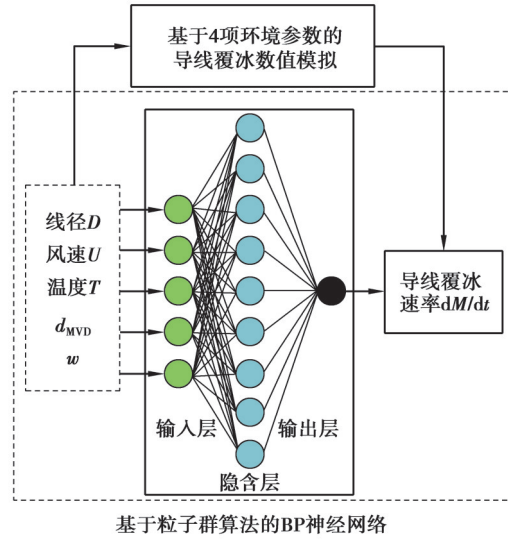 基于4项环境参数的
导线覆冰数值模拟
线径D
风速U
温度T
dMVD
w
输入层
输出层
隐含层
导线覆冰
速率dM/dt
基于粒子群算法的BP神经网络